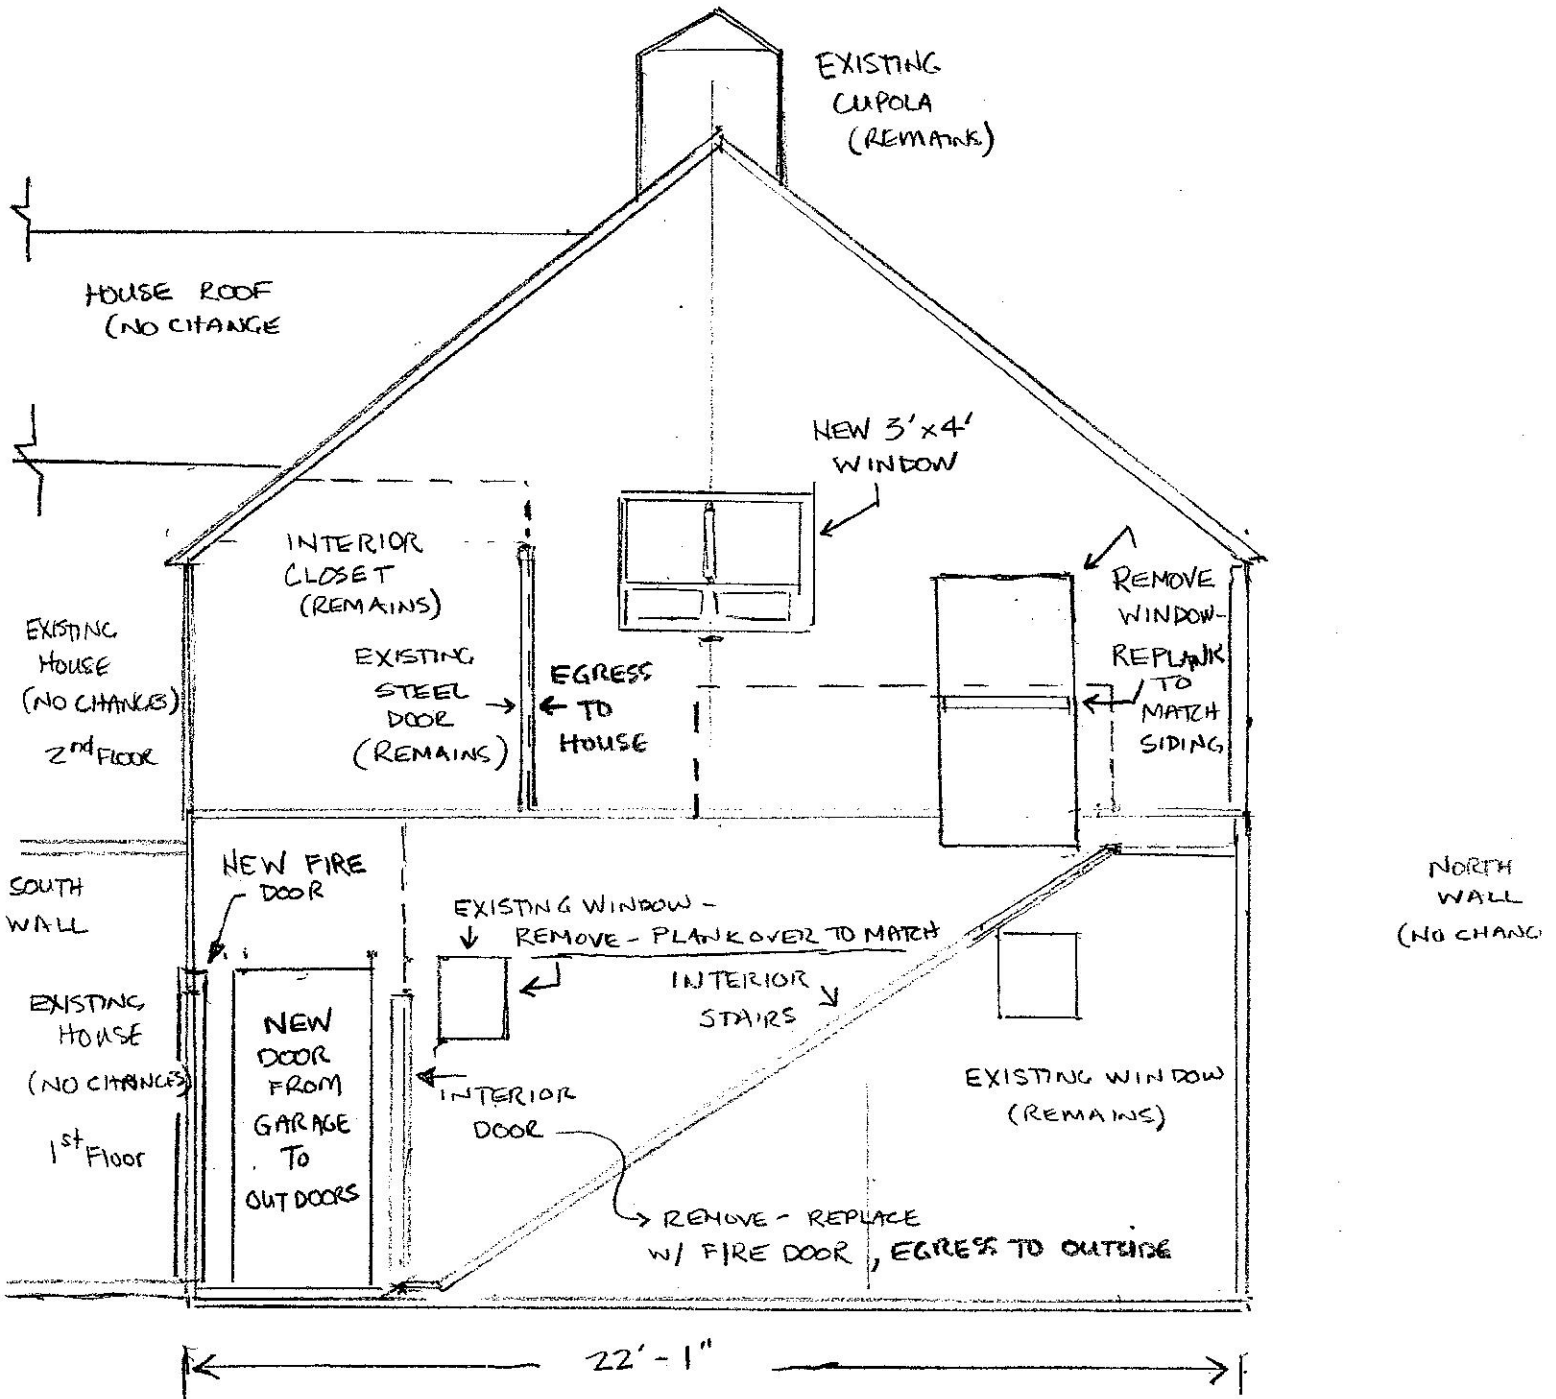 EXISTING
CUPOLA
(REMAINS)
HOUSE ROOF
(NO CHANGE
NEW 3'x4'
WINDOW
INTERIOR
CLOSET
(REMAINS)
EXISTING
HOUSE
(NO CHANGES)
2nd FLOOR
EXISTING
STEEL
DOOR
(REMAINS)
EGRESS
TO
HOUSE
REMOVE
WINDOW-
REPLANK
TO
MATCH
SIDING
SOUTH
WALL
NEW FIRE
DOOR
EXISTING WINDOW -
REMOVE - PLANK OVER TO MATCH
INTERIOR
STAIRS
NORTH
WALL
(NO CHANG
EXISTING
HOUSE
(NO CHANGES)
1st Floor
NEW
DOOR
FROM
GARAGE
TO
OUTDOORS
INTERIOR
DOOR
EXISTING WINDOW
(REMAINS)
REMOVE - REPLACE
W/ FIRE DOOR, EGRESS TO OUTSIDE
22'-1"